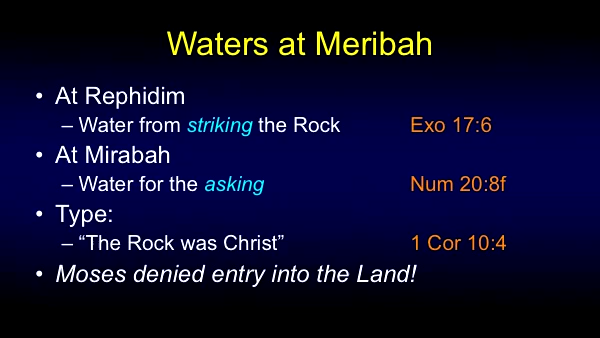 Waters at Meribah
• At Rephidim
– Water from striking the Rock Exo 17:6
• At Mirabah
– Water for the asking Num 20:8f
• Type:
– “The Rock was Christ” 1 Cor 10:4
• Moses denied entry into the Land!